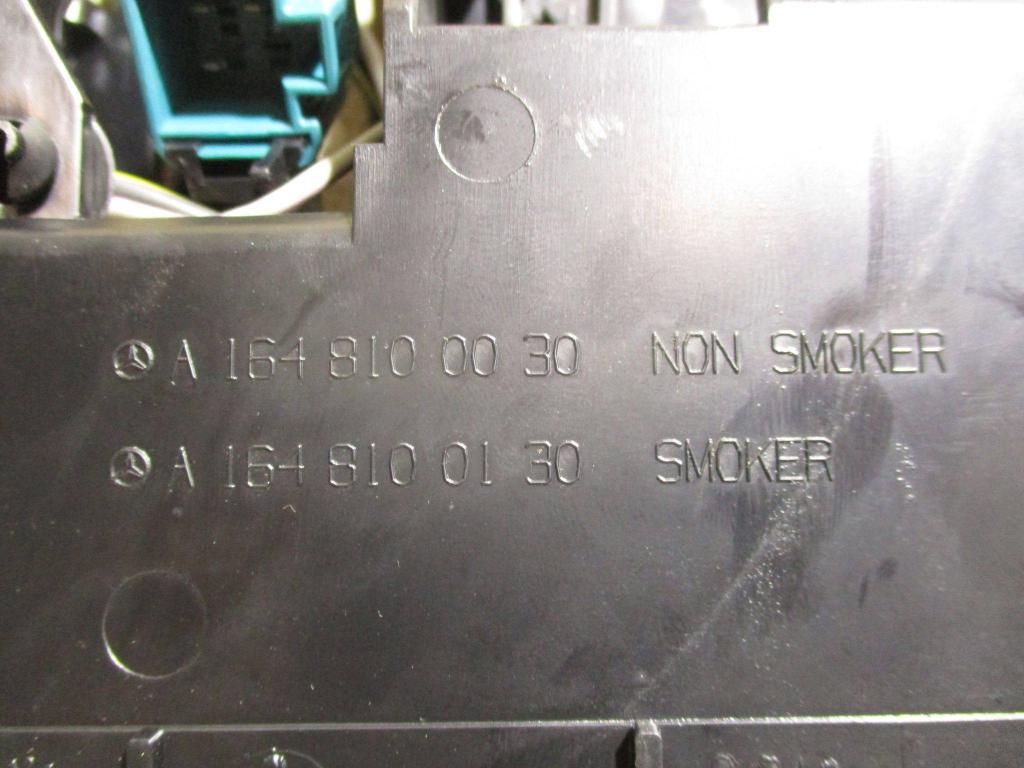 A 164 810 00 30 NON SMOKER
A 164 810 01 30 SMOKER